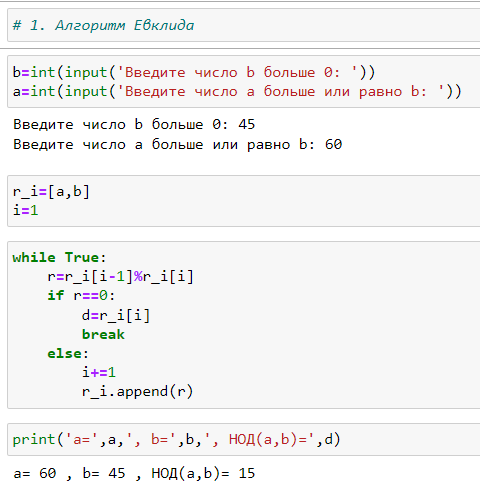 # 1. Алгоритм Евклида
b=int(input('Введите число b больше 0: '))
a=int(input('Введите число a больше или равно b: '))
Введите число b больше 0: 45
Введите число a больше или равно b: 60
r_i=[a,b]
i=1
while True:
    r=r_i[i-1]%r_i[i]
    if r==0:
        d=r_i[i]
        break
    else:
        i+=1
        r_i.append(r)
print('a=',a,', b=',b,', НОД(a,b)=',d)
a= 60 , b= 45 , НОД(a,b)= 15